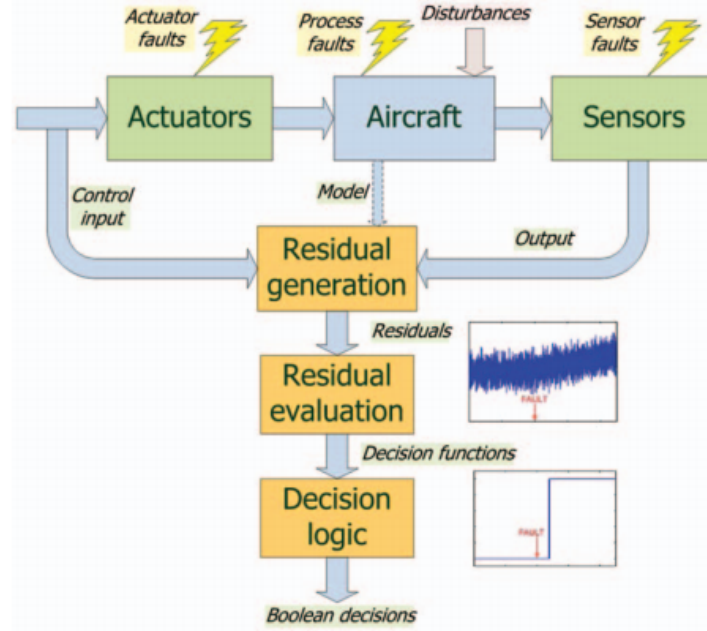 Actuator
faults
Process
faults
Disturbances
Sensor
faults
Actuators
Aircraft
Sensors
Control
input
Model
Output
Residual
generation
Residuals
FAULT
Residual
evaluation
Decision functions
Decision
logic
FAULT
Boolean decisions